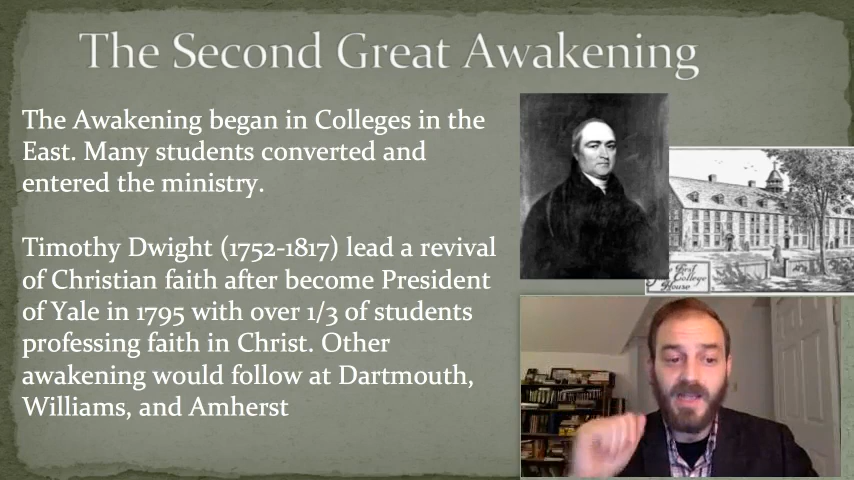 The Second Great Awakening
The Awakening began in Colleges in the
East. Many students converted and
entered the ministry.
Timothy Dwight (1752-1817) lead a revival
of Christian faith after become President
of Yale in 1795 with over 1/3 of students
professing faith in Christ. Other
awakening would follow at Dartmouth,
Williams, and Amherst
College
House